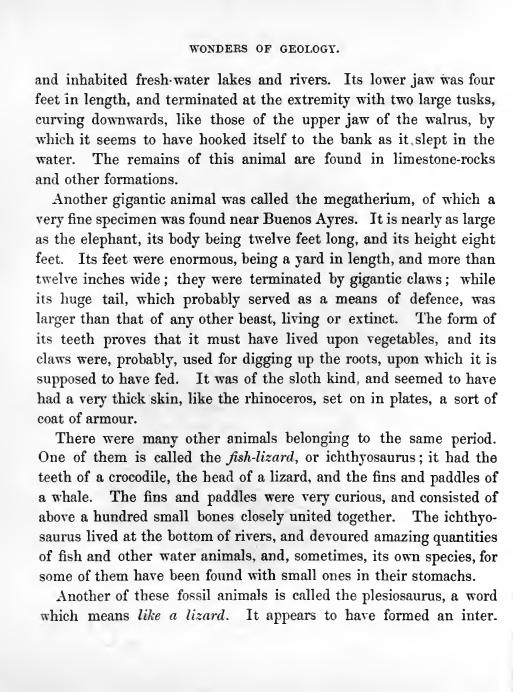 WONDERS OF GEOLOGY.
and inhabited fresh-water lakes and rivers. Its lower jaw was four
feet in length, and terminated at the extremity with two large tusks,
curving downwards, like those of the upper jaw of the walrus, by
which it seems to have hooked itself to the bank as it slept in the
water. The remains of this animal are found in limestone-rocks
and other formations.
Another gigantic animal was called the megatherium, of which a
very fine specimen was found near Buenos Ayres. It is nearly as large
as the elephant, its body being twelve feet long, and its height eight
feet. Its feet were enormous, being a yard in length, and more than
twelve inches wide; they were terminated by gigantic claws; while
its huge tail, which probably served as a means of defence, was
larger than that of any other beast, living or extinct. The form of
its teeth proves that it must have lived upon vegetables, and its
claws were, probably, used for digging up the roots, upon which it is
supposed to have fed. It was of the sloth kind, and seemed to have
had a very thick skin, like the rhinoceros, set on in plates, a sort of
coat of armour.
There were many other animals belonging to the same period.
One of them is called the fish-lizard, or ichthyosaurus; it had the
teeth of a crocodile, the head of a lizard, and the fins and paddles of
a whale. The fins and paddles were very curious, and consisted of
above a hundred small bones closely united together. The ichthyo-
saurus lived at the bottom of rivers, and devoured amazing quantities
of fish and other water animals, and, sometimes, its own species, for
some of them have been found with small ones in their stomachs.
Another of these fossil animals is called the plesiosaurus, a word
which means like a lizard. It appears to have formed an inter-